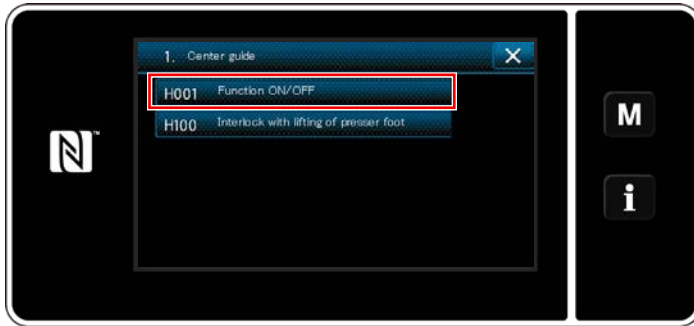 1. Center guide
H001 Function ON/OFF
H100 Interlock with lifting of presser foot
M
i